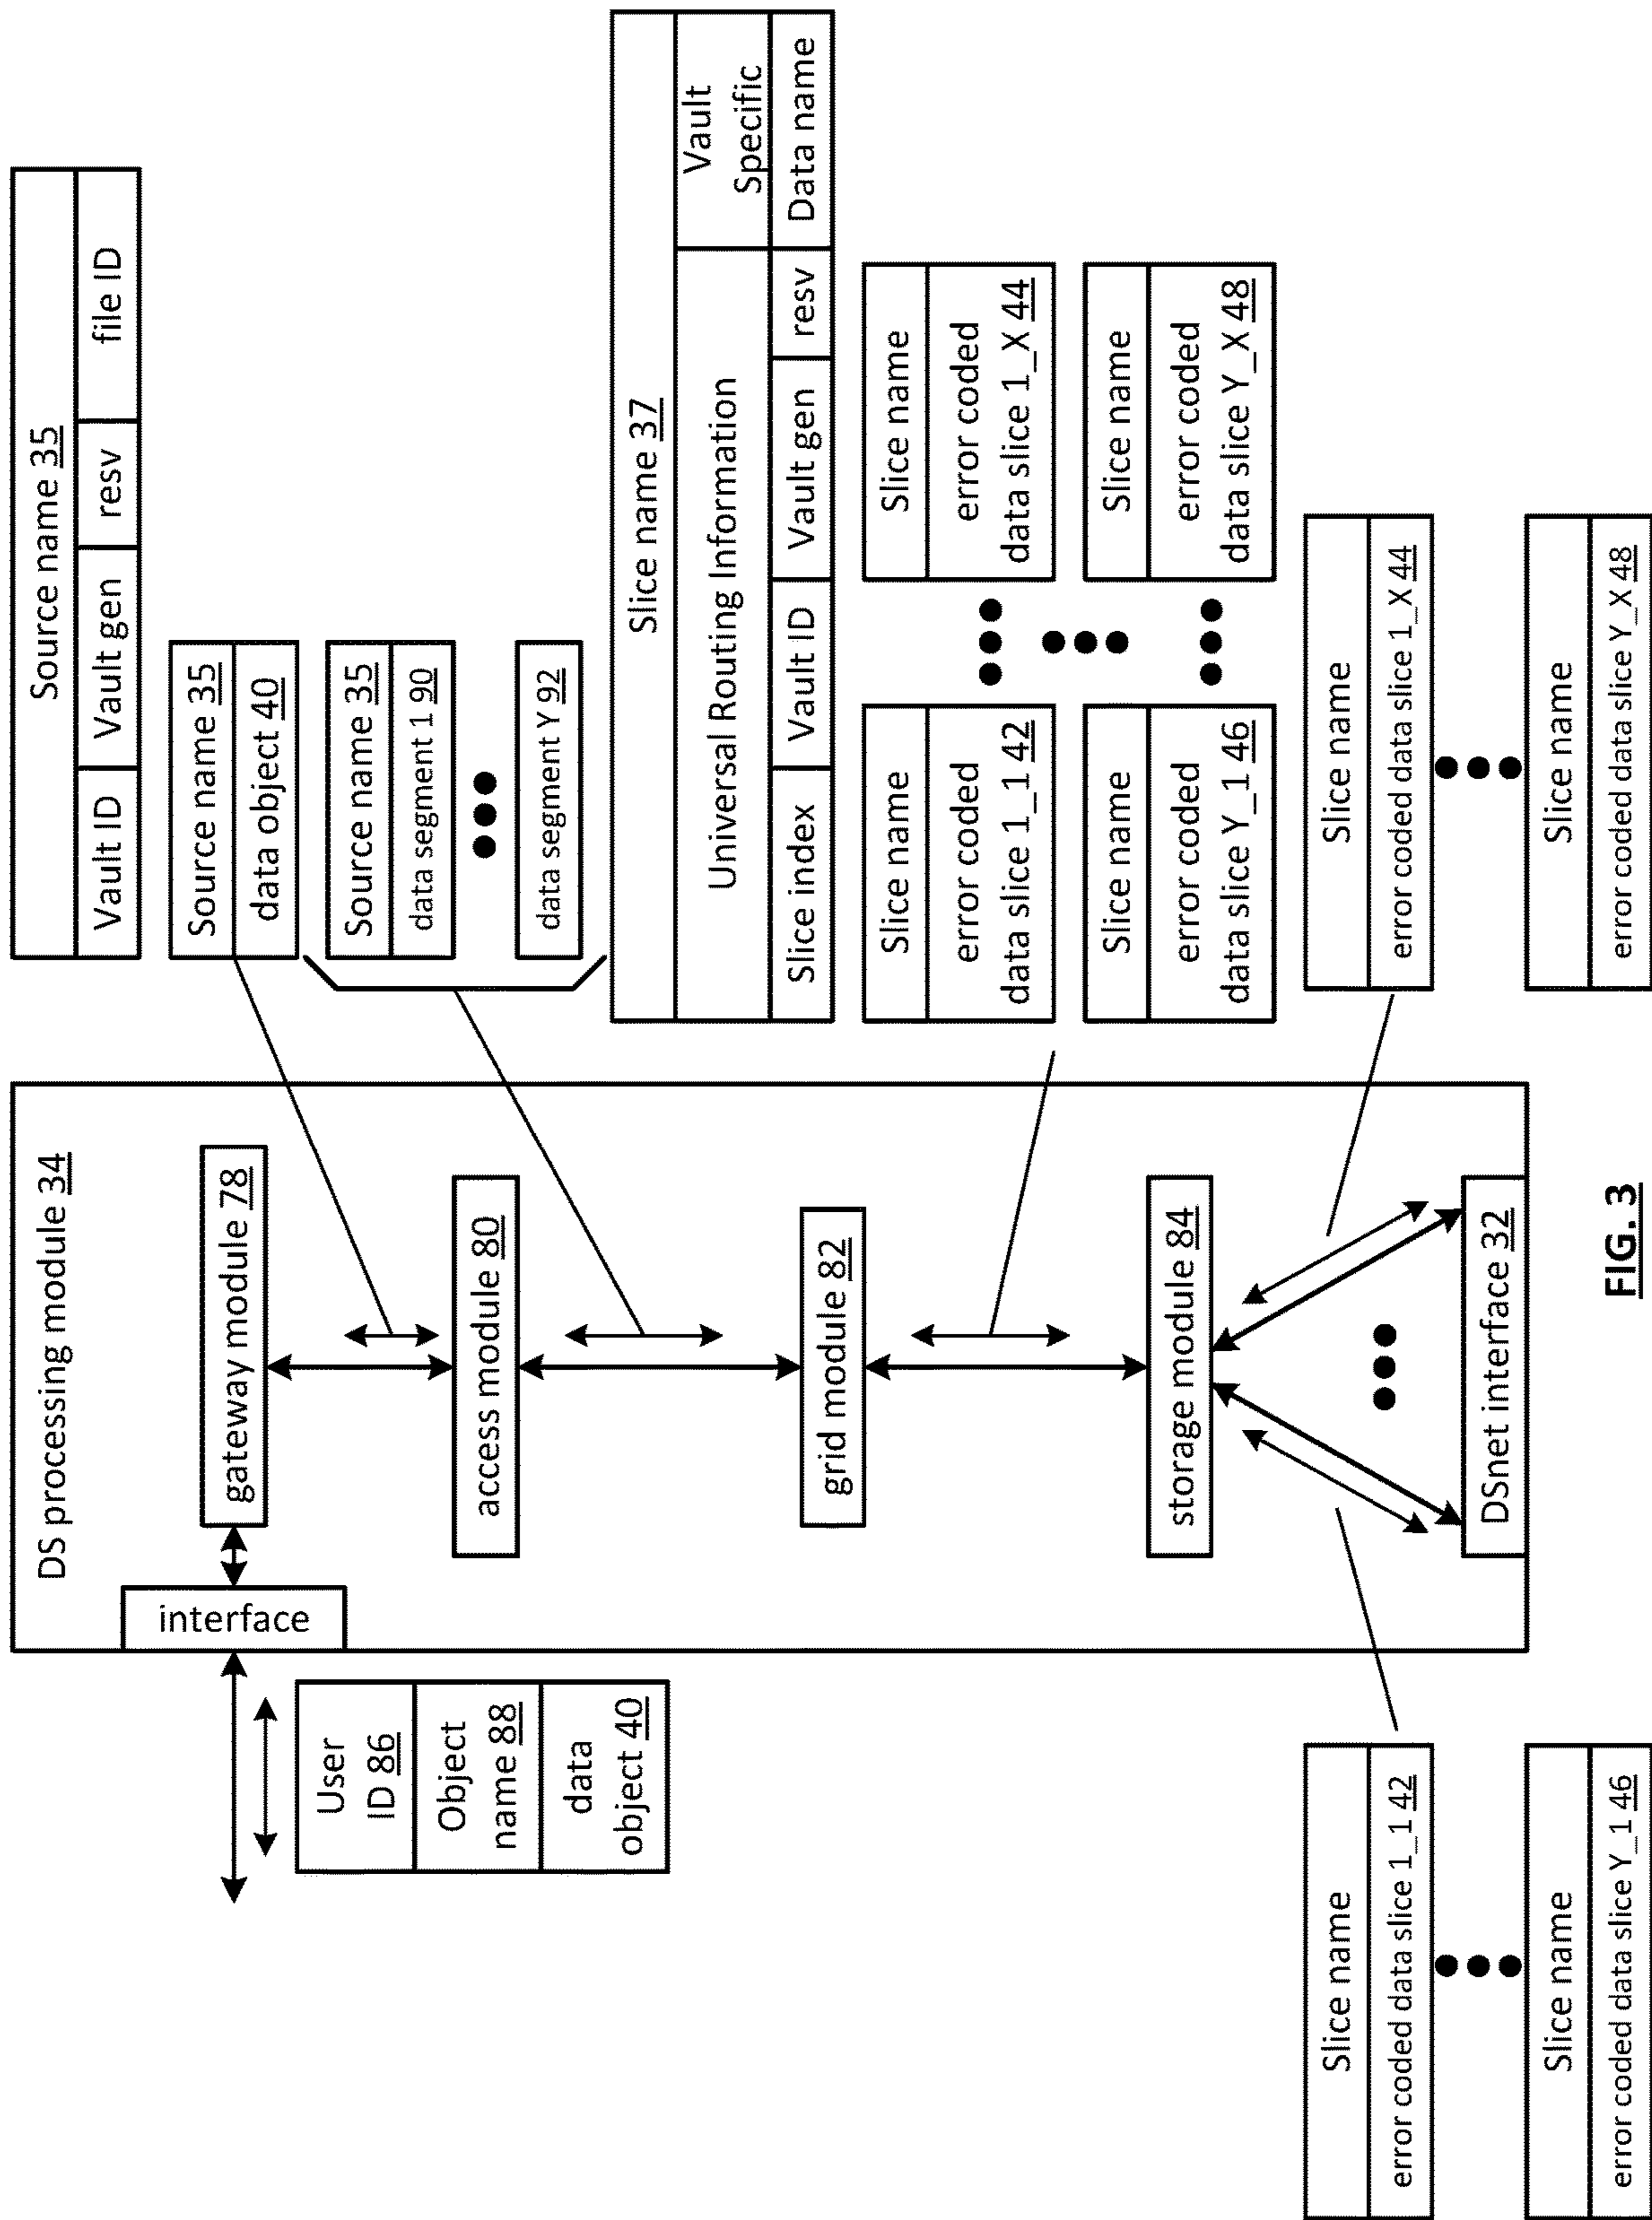 DS processing module 34
interface
gateway module 78
access module 80
grid module 82
storage module 84
DSnet interface 32
User
ID 86
Object
name 88
data
object 40
Source name 35
Vault ID
Vault gen
resv
file ID
Source name 35
data object 40
Source name 35
data segment 1 90
data segment Y 92
Slice name 37
Universal Routing Information
Vault
Specific
Slice index
Vault ID
Vault gen
resv
Data name
Slice name
error coded
data slice 1_1 42
Slice name
error coded
data slice 1_X 44
Slice name
error coded
data slice Y_1 46
Slice name
error coded
data slice Y_X 48
Slice name
error coded data slice 1_1 42
Slice name
error coded data slice Y_1 46
Slice name
error coded data slice 1_X 44
Slice name
error coded data slice Y_X 48
FIG. 3